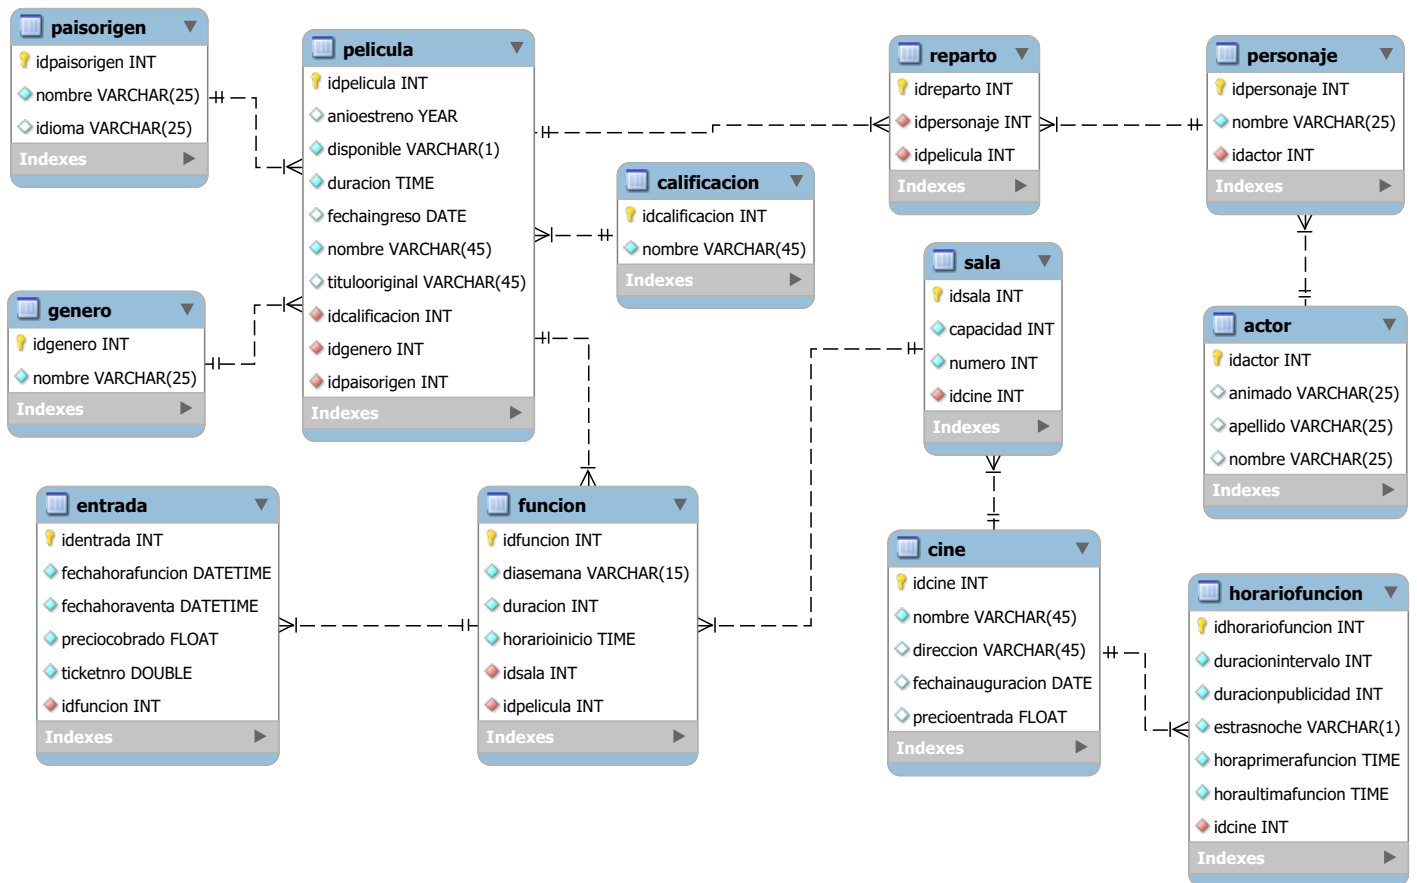 paisorigen
idpaisorigen INT
nombre VARCHAR(25)
idioma VARCHAR(25)
Indexes
pelicula
idpelicula INT
anioestreno YEAR
disponible VARCHAR(1)
duracion TIME
fechaingreso DATE
nombre VARCHAR(45)
titulooriginal VARCHAR(45)
idcalificacion INT
idgenero INT
idpaisorigen INT
Indexes
reparto
idreparto INT
idpersonaje INT
idpelicula INT
Indexes
personaje
idpersonaje INT
nombre VARCHAR(25)
idactor INT
Indexes
calificacion
idcalificacion INT
nombre VARCHAR(45)
Indexes
sala
idsala INT
capacidad INT
numero INT
idcine INT
Indexes
genero
idgenero INT
nombre VARCHAR(25)
Indexes
actor
idactor INT
animado VARCHAR(25)
apellido VARCHAR(25)
nombre VARCHAR(25)
Indexes
entrada
identrada INT
fechahorafuncion DATETIME
fechahoraventa DATETIME
preciocobrado FLOAT
ticketnro DOUBLE
idfuncion INT
Indexes
funcion
idfuncion INT
diasemana VARCHAR(15)
duracion INT
horarioinicio TIME
idsala INT
idpelicula INT
Indexes
cine
idcine INT
nombre VARCHAR(45)
direccion VARCHAR(45)
fechainauguracion DATE
precioentrada FLOAT
Indexes
horariofuncion
idhorariofuncion INT
duracionintervalo INT
duracionpublicidad INT
estrasnoche VARCHAR(1)
horaprimerafuncion TIME
horaultimafuncion TIME
idcine INT
Indexes